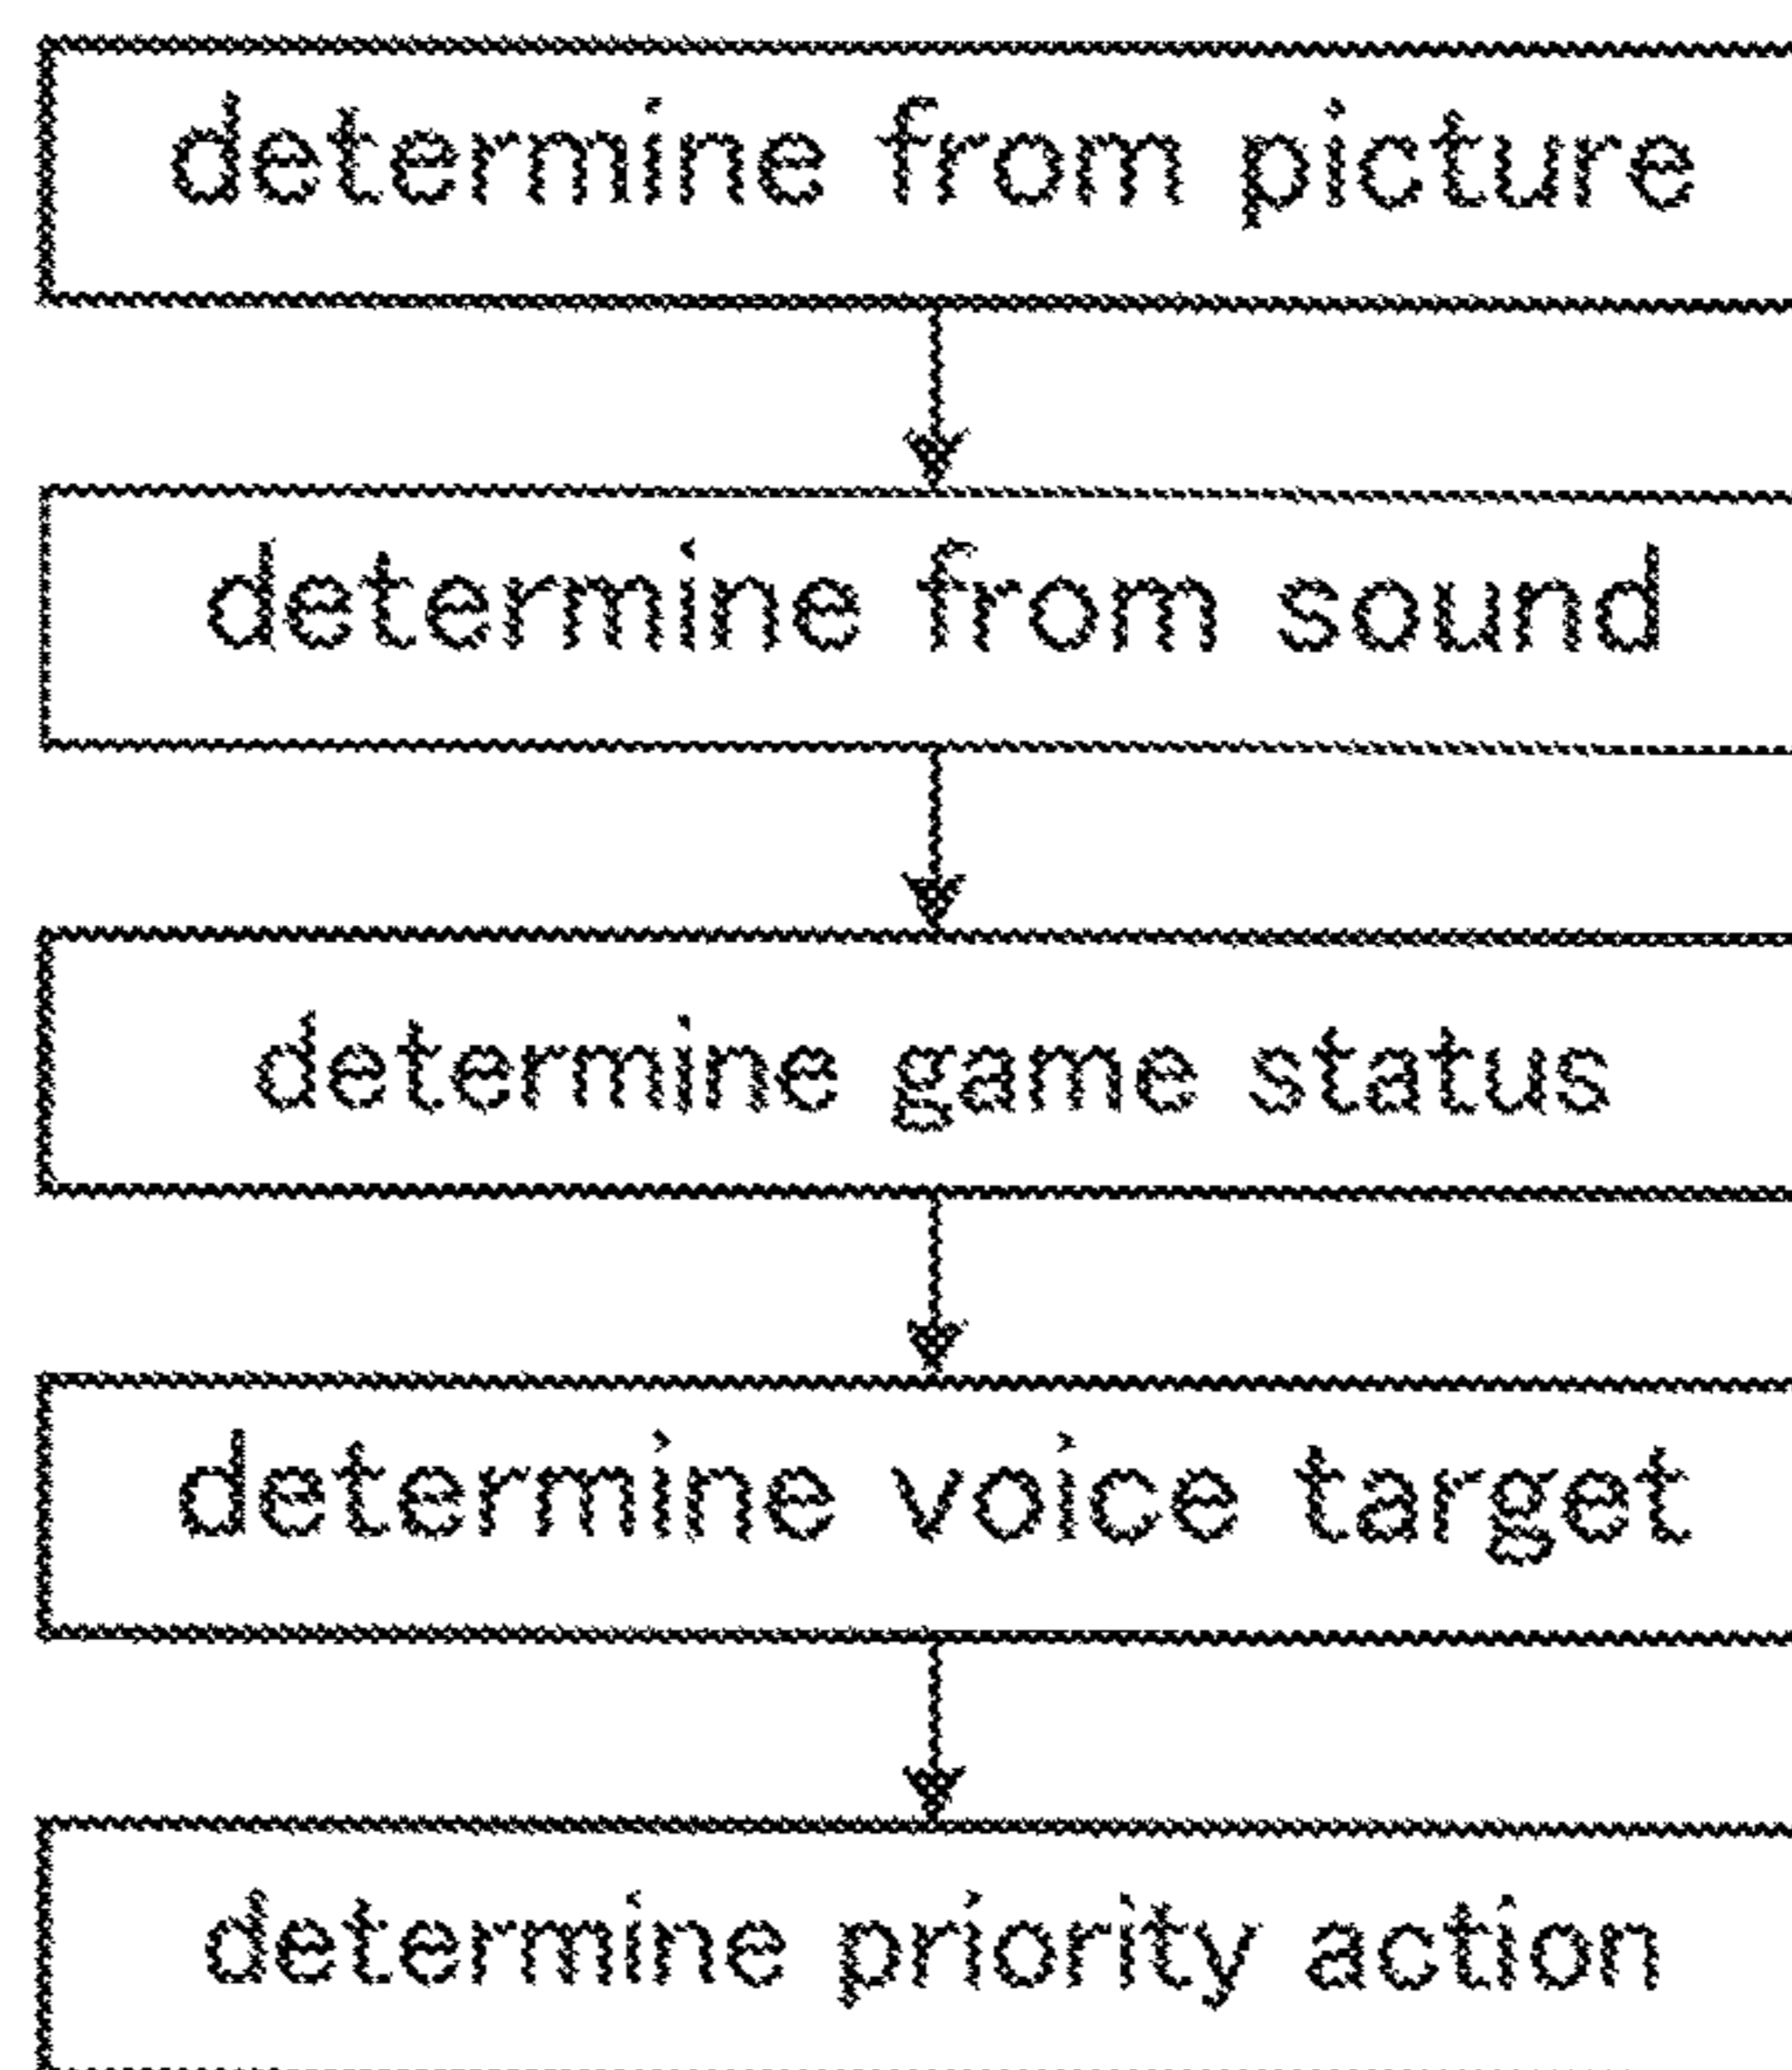 determine from picture
determine from sound
determine game status
determine voice target
determine priority action